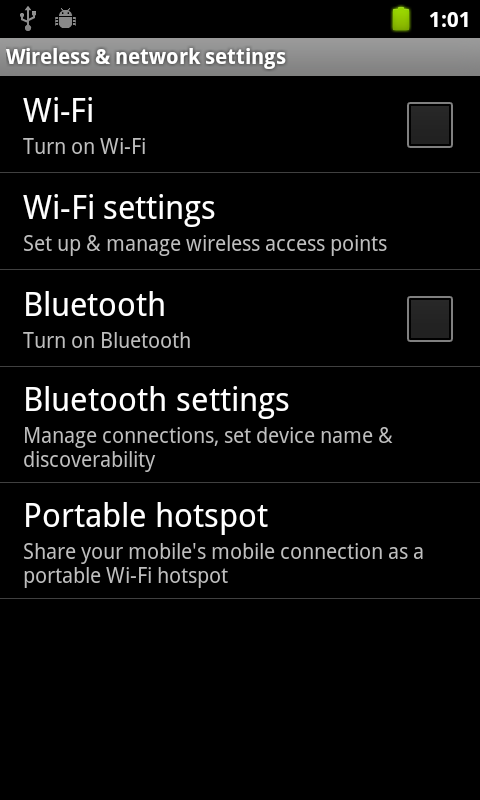 1:01
Wireless & network settings
Wi-Fi
Turn on Wi-Fi
Wi-Fi settings
Set up & manage wireless access points
Bluetooth
Turn on Bluetooth
Bluetooth settings
Manage connections, set device name &
discoverability
Portable hotspot
Share your mobile's mobile connection as a
portable Wi-Fi hotspot